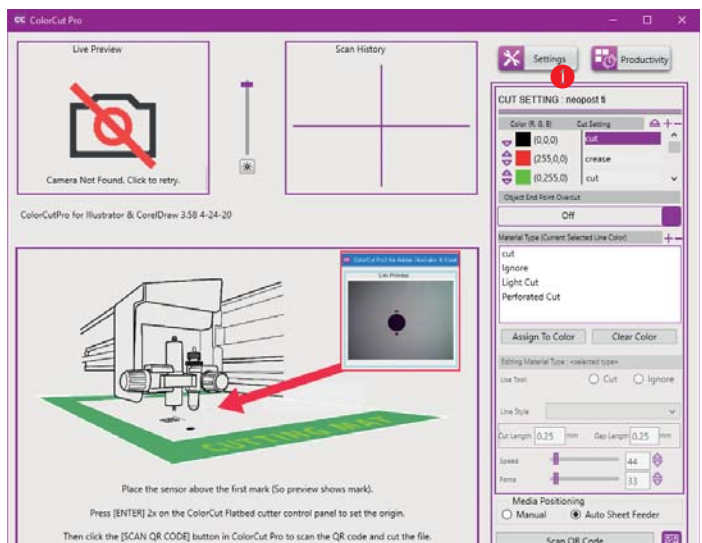 CC ColorCut Pro
Live Preview
Scan History
Settings
Productivity
i
Camera Not Found. Click to retry.
CUT SETTING : neopost fi
Color (R, G, B) Cut Setting
(0,0,0) cut
(255,0,0) crease
(0,255,0) cut
Object End Point Overcut
Off
ColorCutPro for Illustrator & CorelDraw 3.58 4-24-20
Material Type (Current Selected Line Color)
cut
Ignore
Light Cut
Perforated Cut
Assign To Color Clear Color
Editing Material Type : <selected type>
Use Tool: Cut Ignore
Line Style
Cut Length 0.25 mm Gap Length 0.25 mm
Speed 44
Force 33
Media Positioning
Manual Auto Sheet Feeder
Scan QR Code
Live Preview
CUTTING MAT
Place the sensor above the first mark (So preview shows mark).
Press [ENTER] 2x on the ColorCut Flatbed cutter control panel to set the origin.
Then click the [SCAN QR CODE] button in ColorCut Pro to scan the QR code and cut the file.